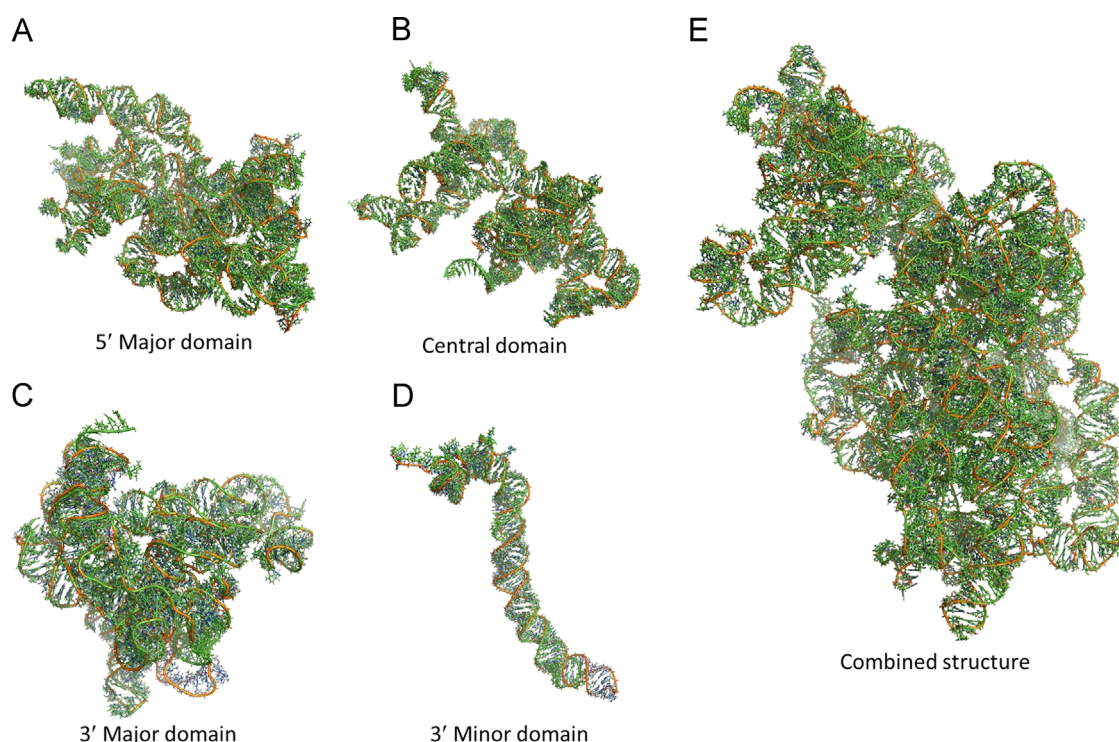 A
B
E
5′ Major domain
Central domain
C
D
3′ Major domain
3′ Minor domain
Combined structure